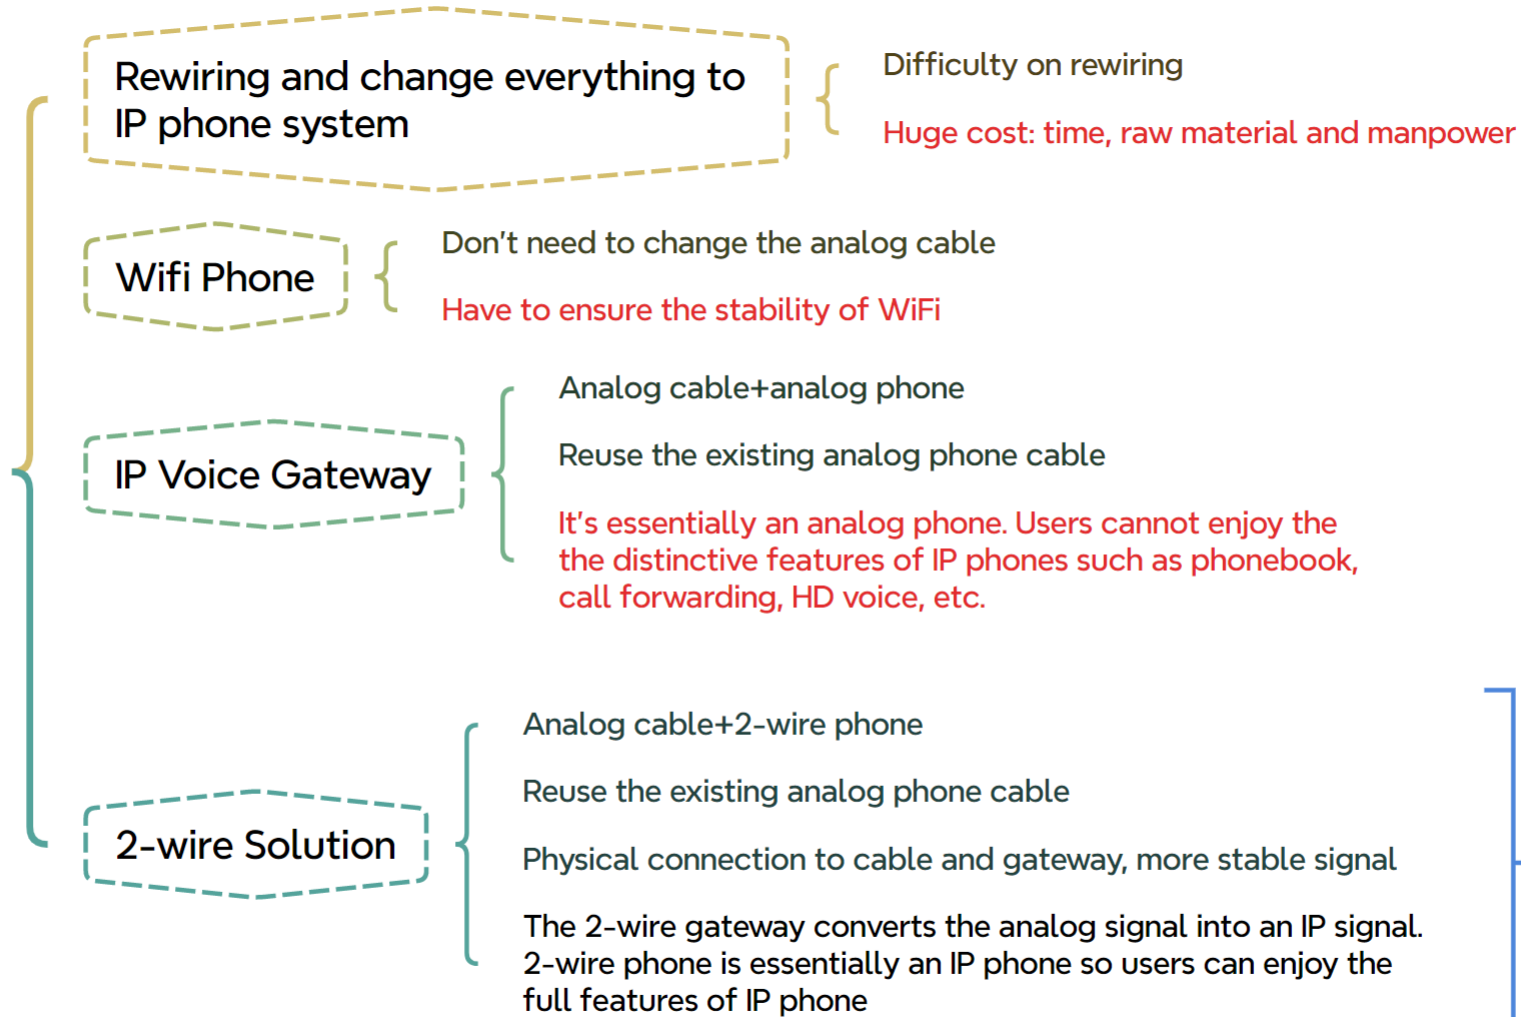 Rewiring and change everything to
IP phone system
Difficulty on rewiring
Huge cost: time, raw material and manpower
Wifi Phone
Don't need to change the analog cable
Have to ensure the stability of WiFi
IP Voice Gateway
Analog cable+analog phone
Reuse the existing analog phone cable
It's essentially an analog phone. Users cannot enjoy the
the distinctive features of IP phones such as phonebook,
call forwarding, HD voice, etc.
2-wire Solution
Analog cable+2-wire phone
Reuse the existing analog phone cable
Physical connection to cable and gateway, more stable signal
The 2-wire gateway converts the analog signal into an IP signal.
2-wire phone is essentially an IP phone so users can enjoy the
full features of IP phone